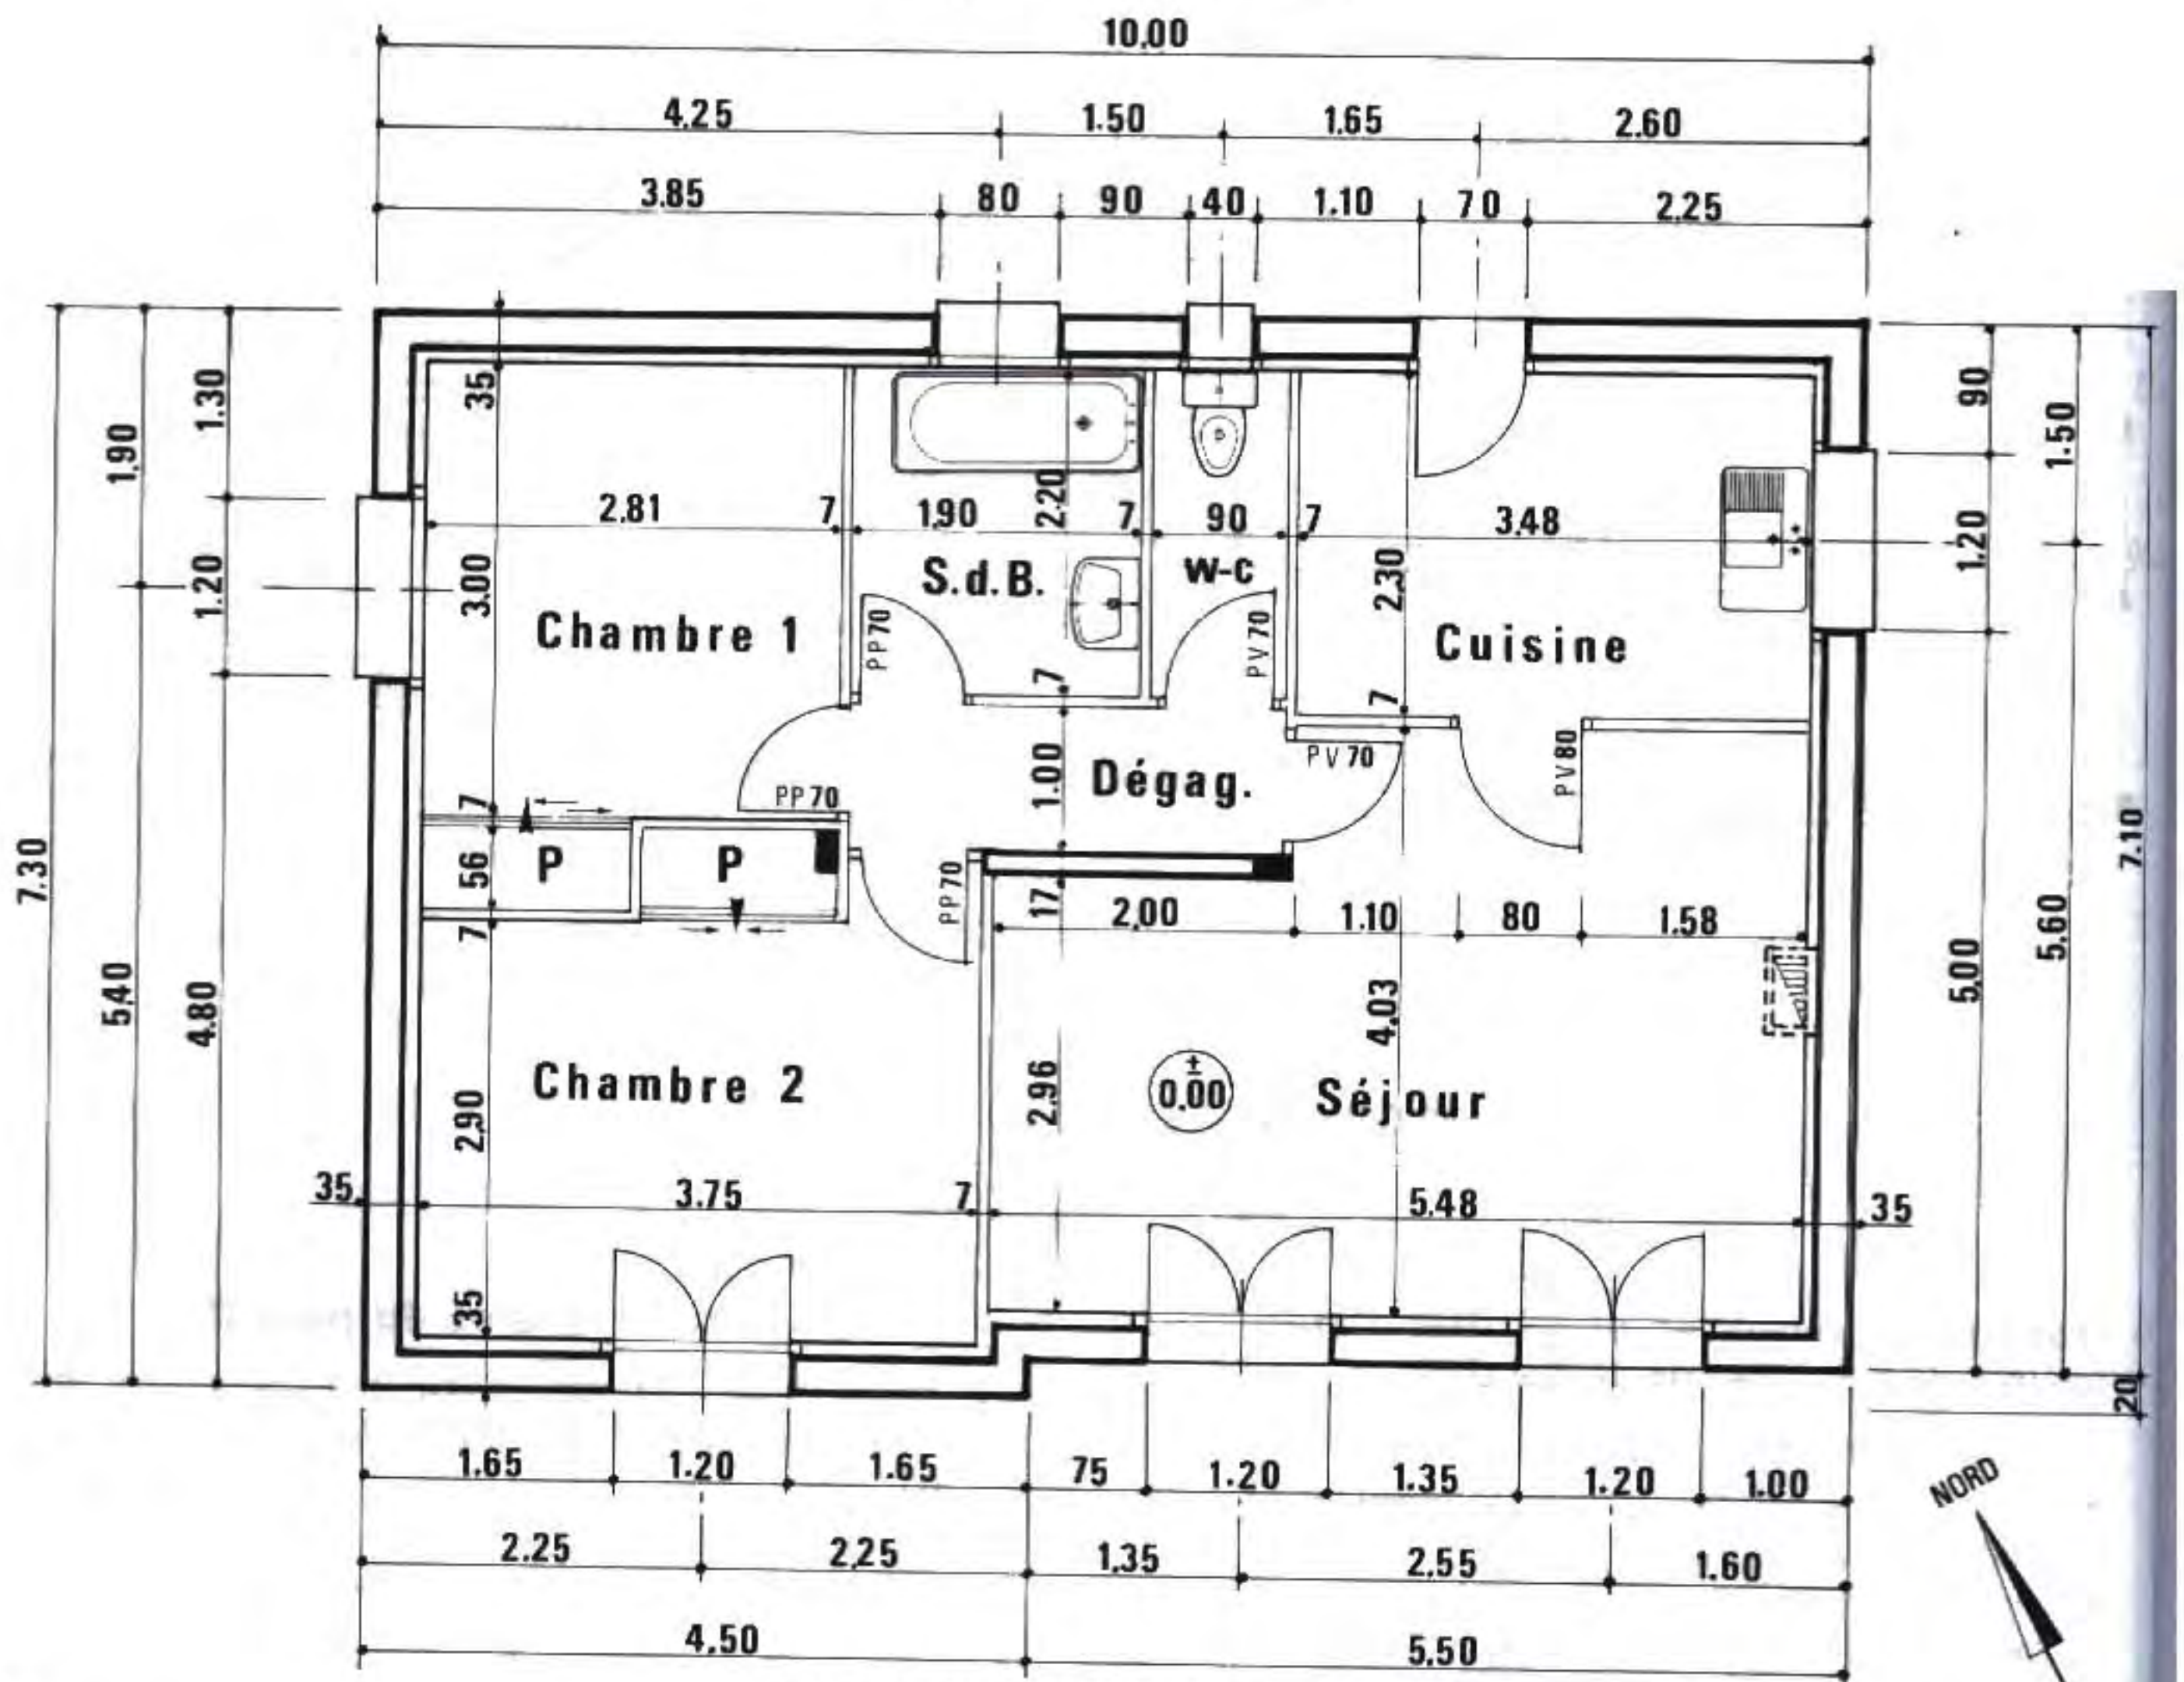 10.00
4.25 1.50 1.65 2.60
3.85 80 90 40 1.10 70 2.25
35
1.30
1.90
90
1.50
2.81 7 1.90 2.20 7 90 7 3.48
1.20
3.00
1.20
2.30
S.d.B. W-C
Chambre 1 Cuisine
PP70 PV70
7 7
PV70 PV80
1.00 Dégag.
PP70
7
56 P P
7.30 7.10
PP70
17 2.00 1.10 80 1.58
7
5.40 4.80 5.00 5.60
4.03
Chambre 2 2.96 ±
0.00 Séjour
2.90
35 3.75 7 5.48 35
35
20
1.65 1.20 1.65 75 1.20 1.35 1.20 1.00
NORD
2.25 2,25 1.35 2.55 1.60
4.50 5.50